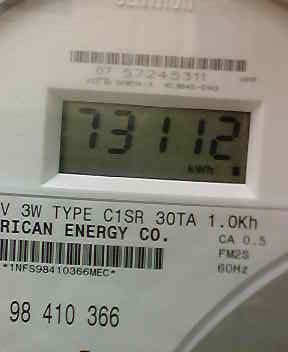 07 57245311
73112
kWh
V 3W TYPE C1SR 30TA 1.0Kh
RICAN ENERGY CO.
CA 0.5
FM2S
60Hz
*1NFS98410366MEC*
98 410 366